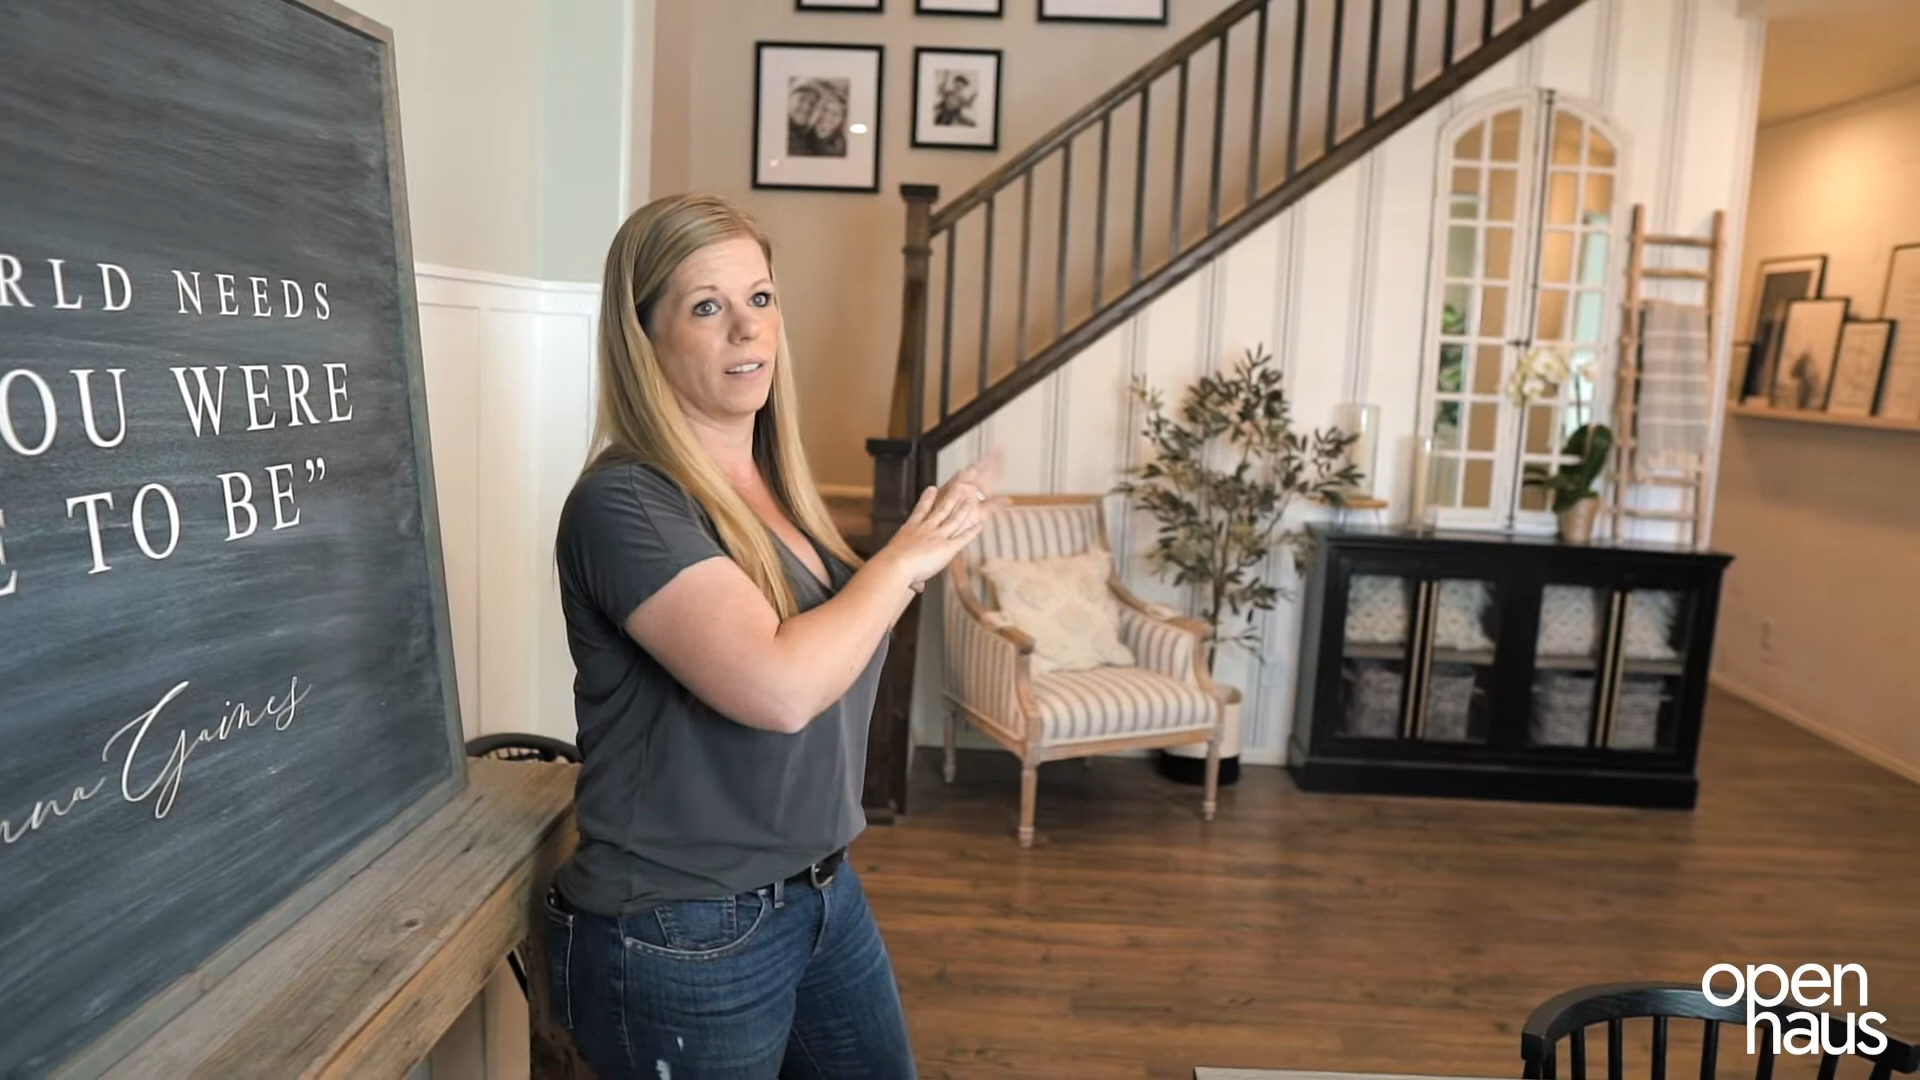 RLD NEEDS
OU WERE
E TO BE”
nna Gaines
open
haus